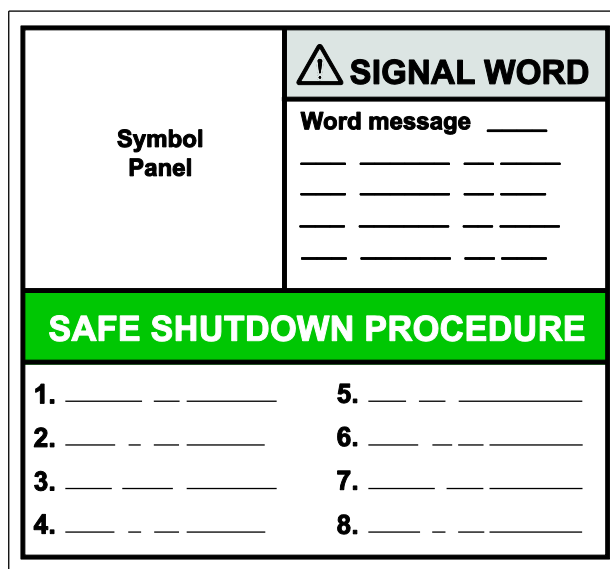 Symbol
Panel
SIGNAL WORD
Word message
SAFE SHUTDOWN PROCEDURE
1.
2.
3.
4.
5.
6.
7.
8.